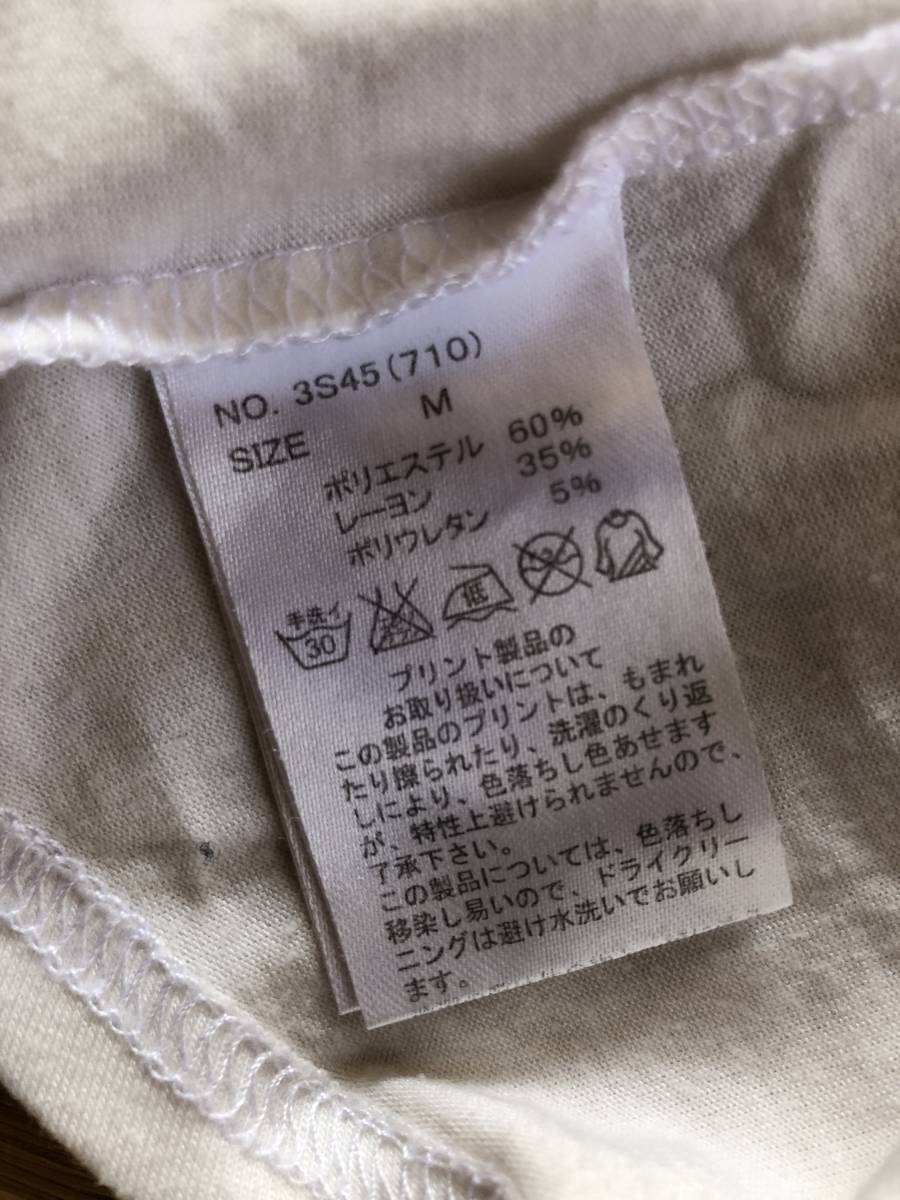 NO. 3S45(710)
SIZE M
ポリエステル 60%
レーヨン 35%
ポリウレタン 5%
手洗イ
30
低
プリント製品の
お取り扱いについて
この製品のプリントは、もまれ
たり擦られたり、洗濯のくり返
しにより、色落ちし色あせます
が、特性上避けられませんので、
了承下さい。
この製品については、色落ちし
移染し易いので、ドライクリー
ニングは避け水洗いでお願いし
ます。